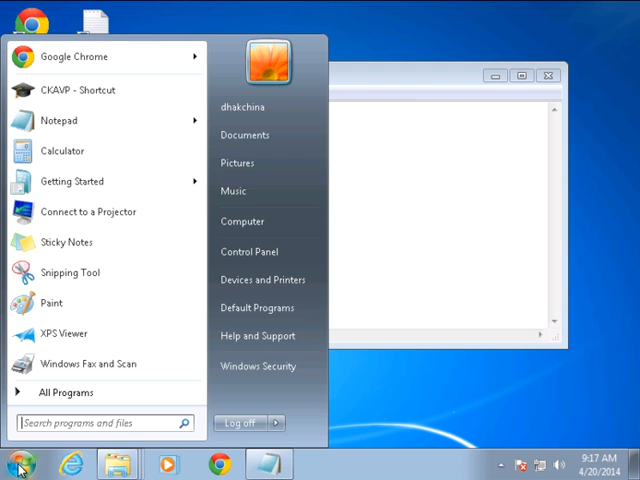 Google Chrome
CKAVP - Shortcut
Notepad
Calculator
Getting Started
Connect to a Projector
Sticky Notes
Snipping Tool
Paint
XPS Viewer
Windows Fax and Scan
All Programs
Search programs and files
dhakchina
Documents
Pictures
Music
Computer
Control Panel
Devices and Printers
Default Programs
Help and Support
Windows Security
Log off
9:17 AM
4/20/2014